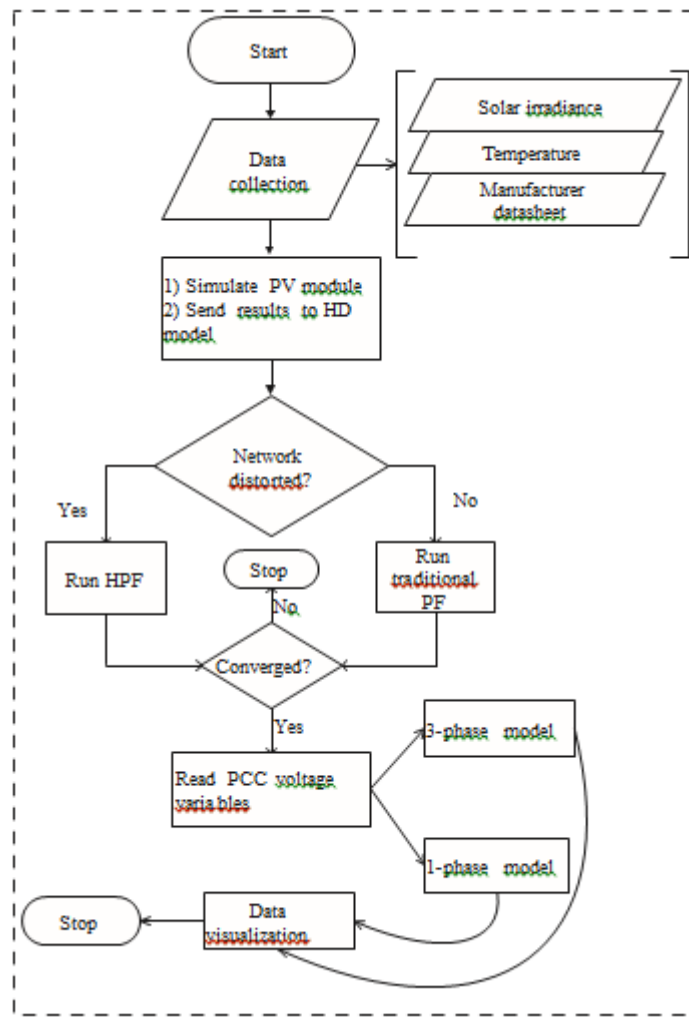 Start
Data
collection
Solar irradiance
Temperature
Manufacturer
datasheet
1) Simulate PV module
2) Send results to HD
model
Network
distorted?
Yes
No
Run HPF
Stop
Run
traditional
PF
No
Converged?
Yes
Read PCC voltage
variables
3-phase model
1-phase model
Data
visualization
Stop